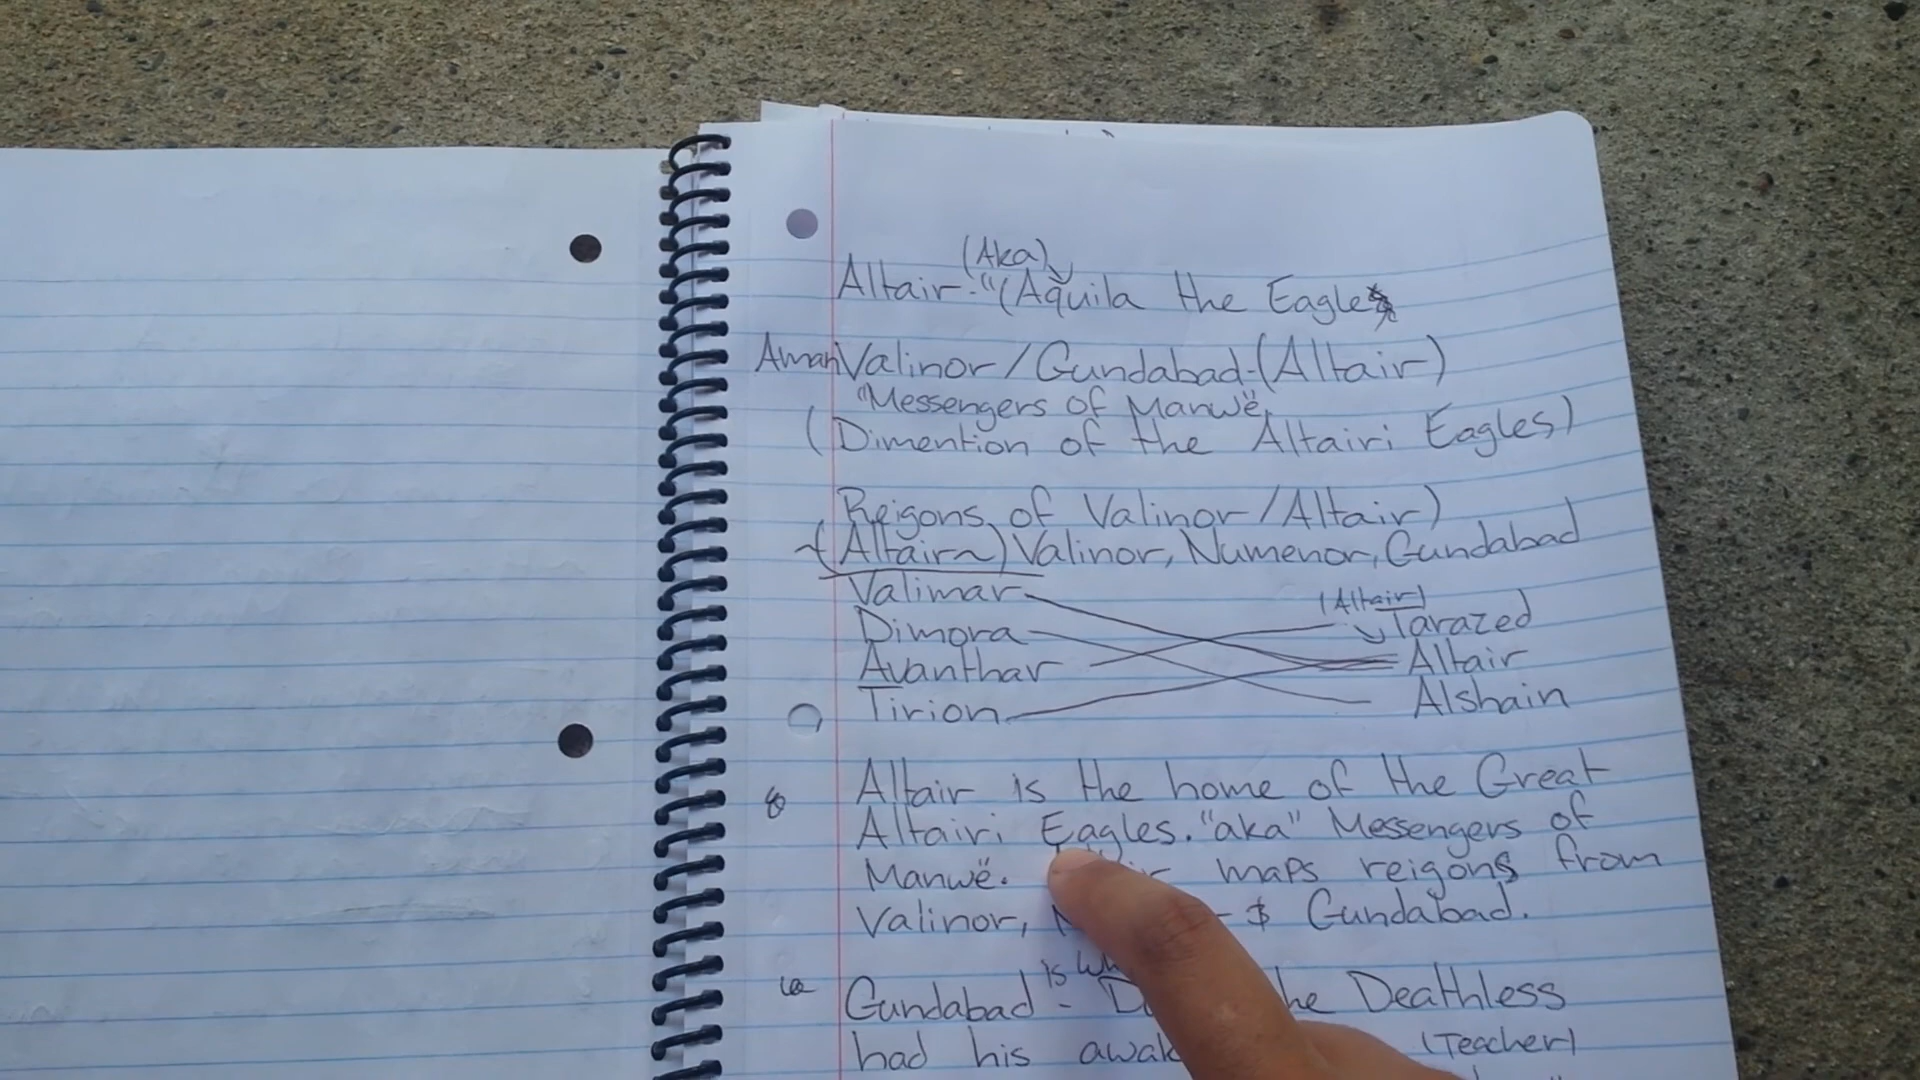 (Aka)
Altair-"(Aquila the Eagle
Aman Valinor/Gundabad-(Altair)
"Messengers of Manwë
(Dimention of the Altairi Eagles)
Reigons of Valinor/Altair)
~(Altair~) Valinor, Numenor, Gundabad
Valimar
(Altair)
Dimora Tarazed
Avanthar Altair
Tirion Alshain
Altair is the home of the Great
Altairi Eagles. "aka" Messengers of
Manwë. maps reigons from
Valinor, $ Gundabad.
is
Gundabad - the Deathless
had his (Teacher)